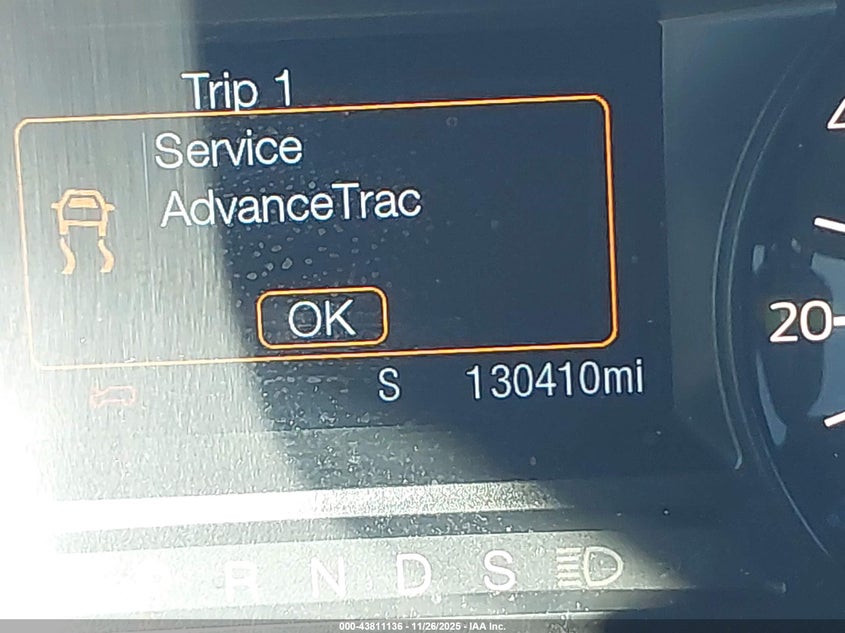 Trip 1
Service
AdvanceTrac
OK
S 130410mi
20
R N D S
000-43811136 - 11/26/2025 - IAA Inc.